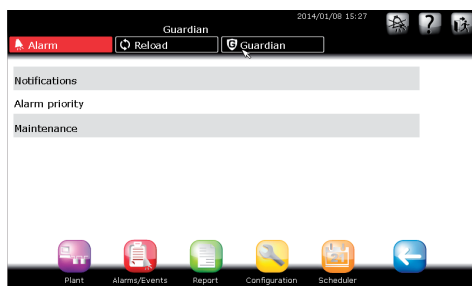 2014/01/08 15:27
Guardian
Alarm Reload Guardian
Notifications
Alarm priority
Maintenance
Plant Alarms/Events Report Configuration Scheduler